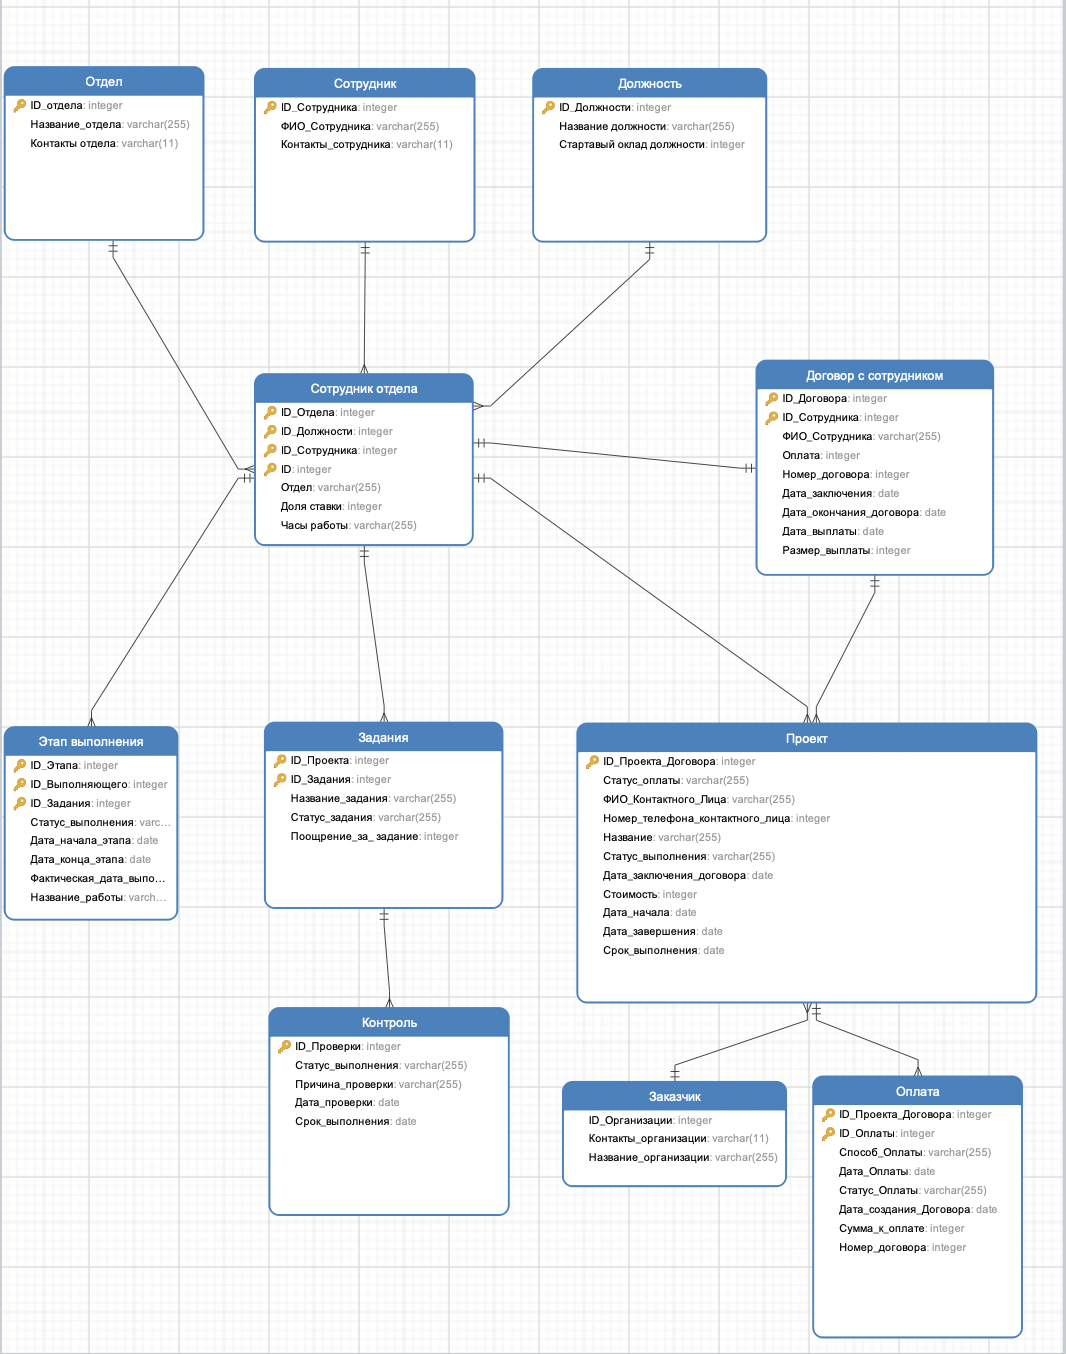 Отдел
ID_отдела: integer
Название_отдела: varchar(255)
Контакты отдела: varchar(11)
Сотрудник
ID_Сотрудника: integer
ФИО_Сотрудника: varchar(255)
Контакты_сотрудника: varchar(11)
Должность
ID_Должности: integer
Название должности: varchar(255)
Стартовый оклад должности: integer
Сотрудник отдела
ID_Отдела: integer
ID_Должности: integer
ID_Сотрудника: integer
ID: integer
Отдел: varchar(255)
Доля ставки: integer
Часы работы: varchar(255)
Договор с сотрудником
ID_Договора: integer
ID_Сотрудника: integer
ФИО_Сотрудника: varchar(255)
Оплата: integer
Номер_договора: integer
Дата_заключения: date
Дата_окончания_договора: date
Дата_выплаты: date
Размер_выплаты: integer
Этап выполнения
ID_Этапа: integer
ID_Выполняющего: integer
ID_Задания: integer
Статус_выполнения: varc...
Дата_начала_этапа: date
Дата_конца_этапа: date
Фактическая_дата_выпо...
Название_работы: varch...
Задания
ID_Проекта: integer
ID_Задания: integer
Название_задания: varchar(255)
Статус_задания: varchar(255)
Поощрение_за_ задание: integer
Проект
ID_Проекта_Договора: integer
Статус_оплаты: varchar(255)
ФИО_Контактного_Лица: varchar(255)
Номер_телефона_контактного_лица: integer
Название: varchar(255)
Статус_выполнения: varchar(255)
Дата_заключения_договора: date
Стоимость: integer
Дата_начала: date
Дата_завершения: date
Срок_выполнения: date
Контроль
ID_Проверки: integer
Статус_выполнения: varchar(255)
Причина_проверки: varchar(255)
Дата_проверки: date
Срок_выполнения: date
Заказчик
ID_Организации: integer
Контакты_организации: varchar(11)
Название_организации: varchar(255)
Оплата
ID_Проекта_Договора: integer
ID_Оплаты: integer
Способ_Оплаты: varchar(255)
Дата_Оплаты: date
Статус_Оплаты: varchar(255)
Дата_создания_Договора: date
Сумма_к_оплате: integer
Номер_договора: integer